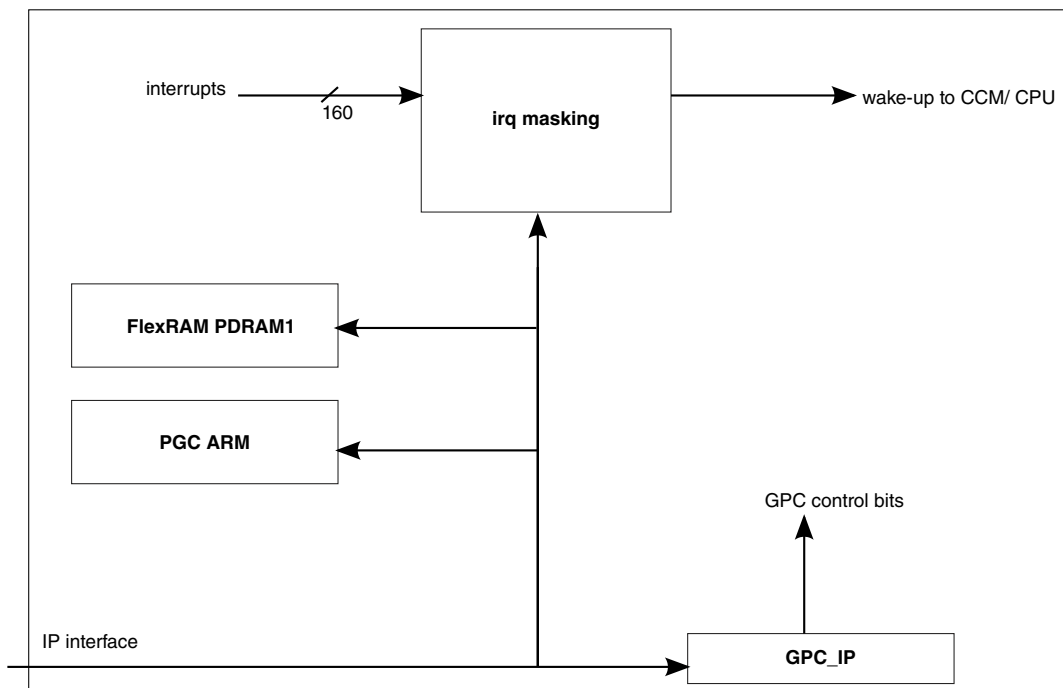 interrupts
160
irq masking
wake-up to CCM/ CPU
FlexRAM PDRAM1
PGC ARM
GPC control bits
IP interface
GPC_IP